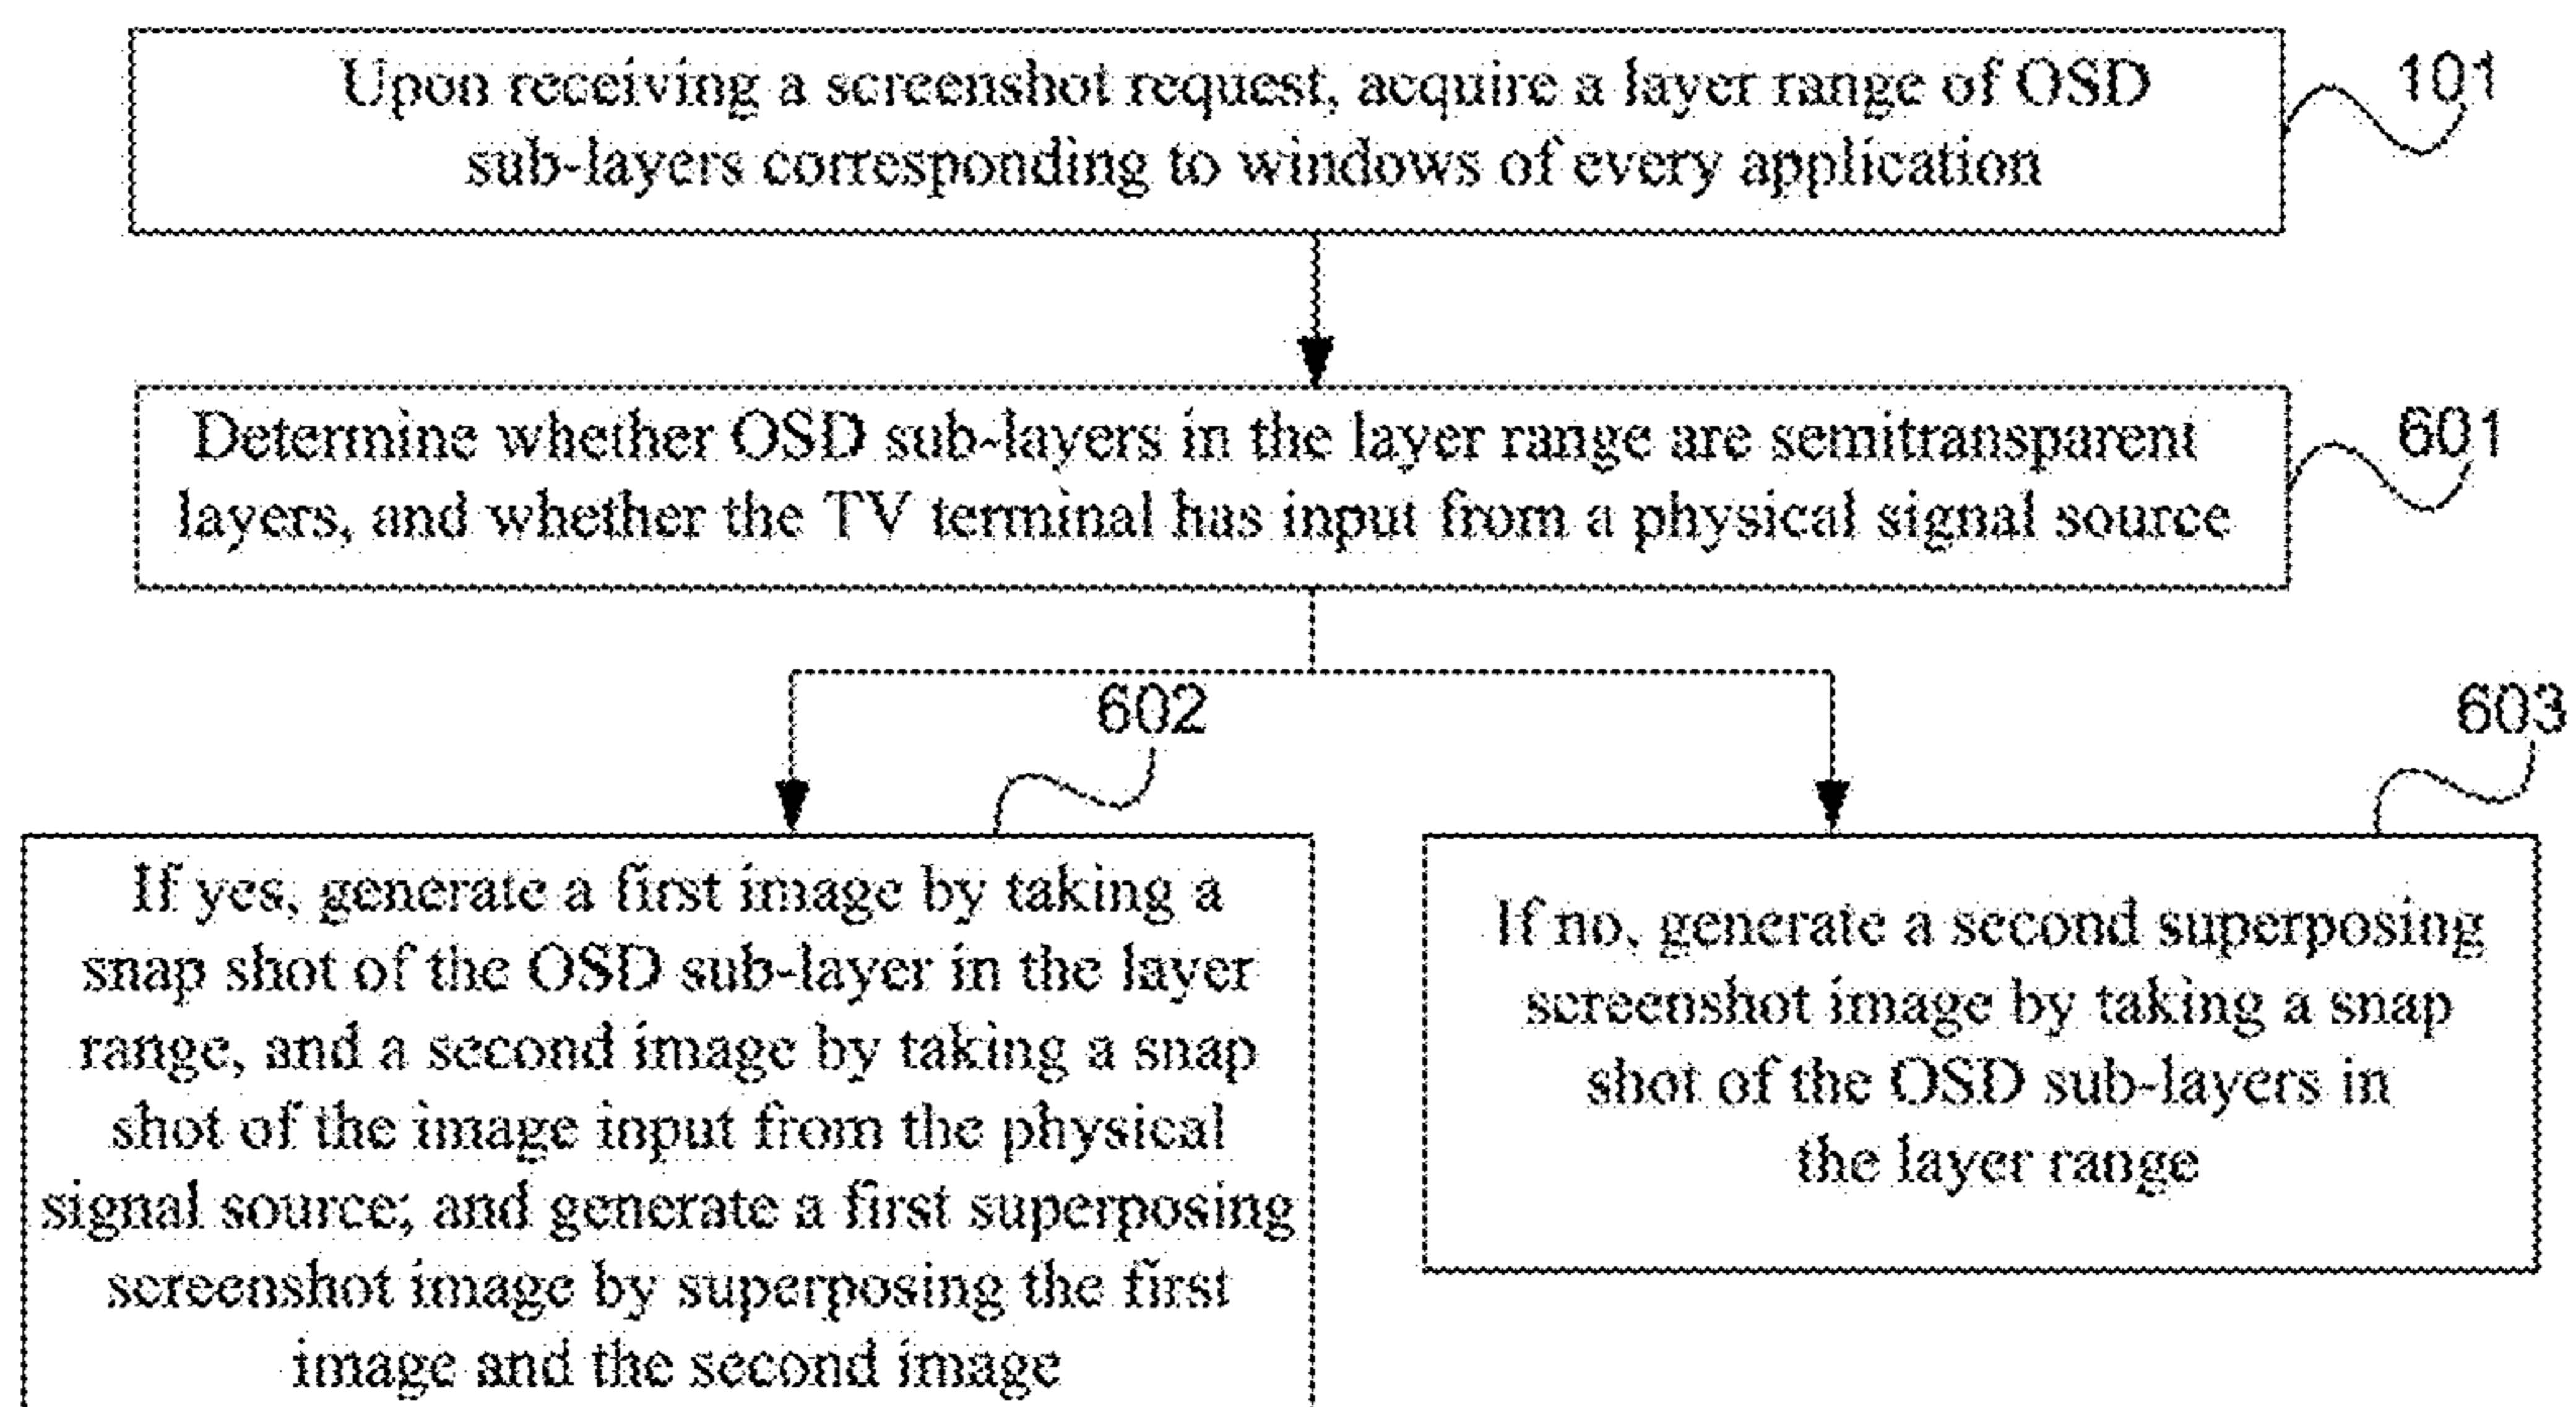 Upon receiving a screenshot request, acquire a layer range of OSD
sub-layers corresponding to windows of every application
101
Determine whether OSD sub-layers in the layer range are semitransparent
layers, and whether the TV terminal has input from a physical signal source
601
602
If yes, generate a first image by taking a
snap shot of the OSD sub-layer in the layer
range, and a second image by taking a snap
shot of the image input from the physical
signal source; and generate a first superposing
screenshot image by superposing the first
image and the second image
603
If no, generate a second superposing
screenshot image by taking a snap
shot of the OSD sub-layers in
the layer range